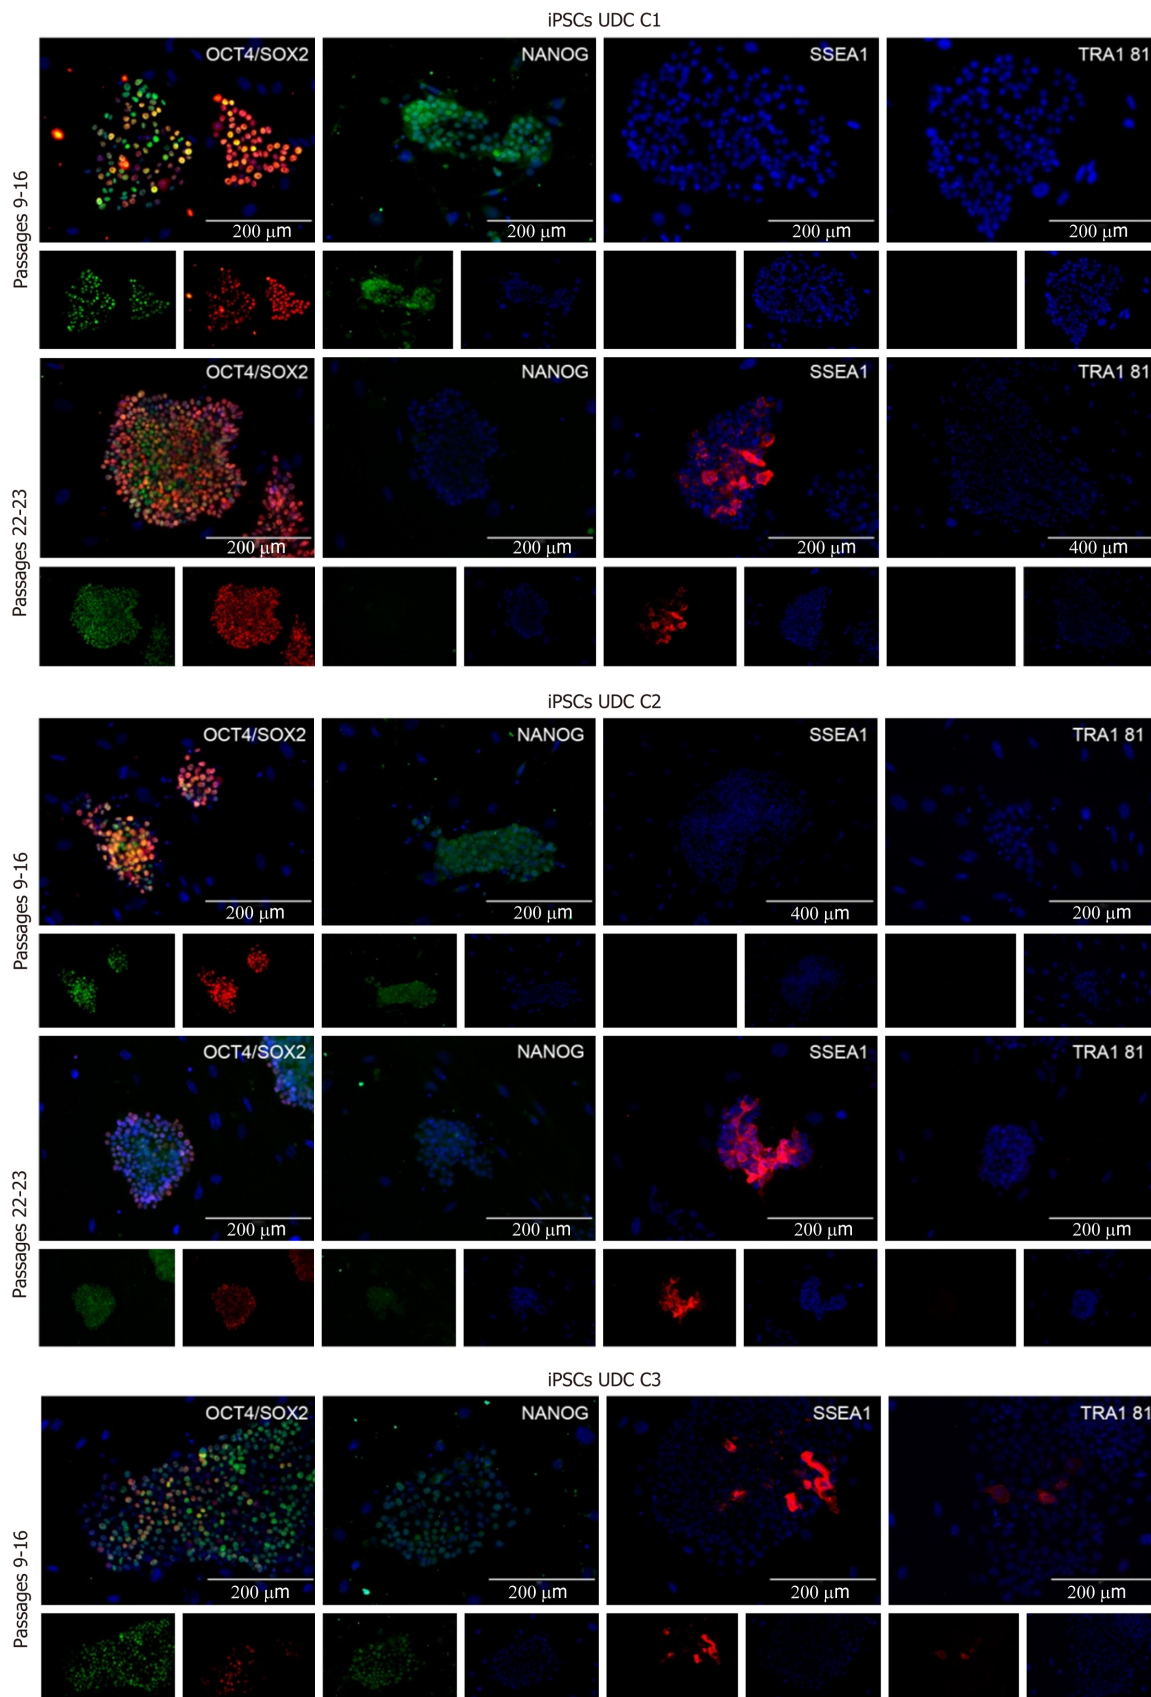 iPSCs UDC C1
OCT4/SOX2 NANOG SSEA1 TRA1 81
Passages 9-16
200 μm 200 μm 200 μm 200 μm
OCT4/SOX2 NANOG SSEA1 TRA1 81
Passages 22-23
200 μm 200 μm 200 μm 400 μm
iPSCs UDC C2
OCT4/SOX2 NANOG SSEA1 TRA1 81
Passages 9-16
200 μm 200 μm 400 μm 200 μm
OCT4/SOX2 NANOG SSEA1 TRA1 81
Passages 22-23
200 μm 200 μm 200 μm 200 μm
iPSCs UDC C3
OCT4/SOX2 NANOG SSEA1 TRA1 81
Passages 9-16
200 μm 200 μm 200 μm 200 μm